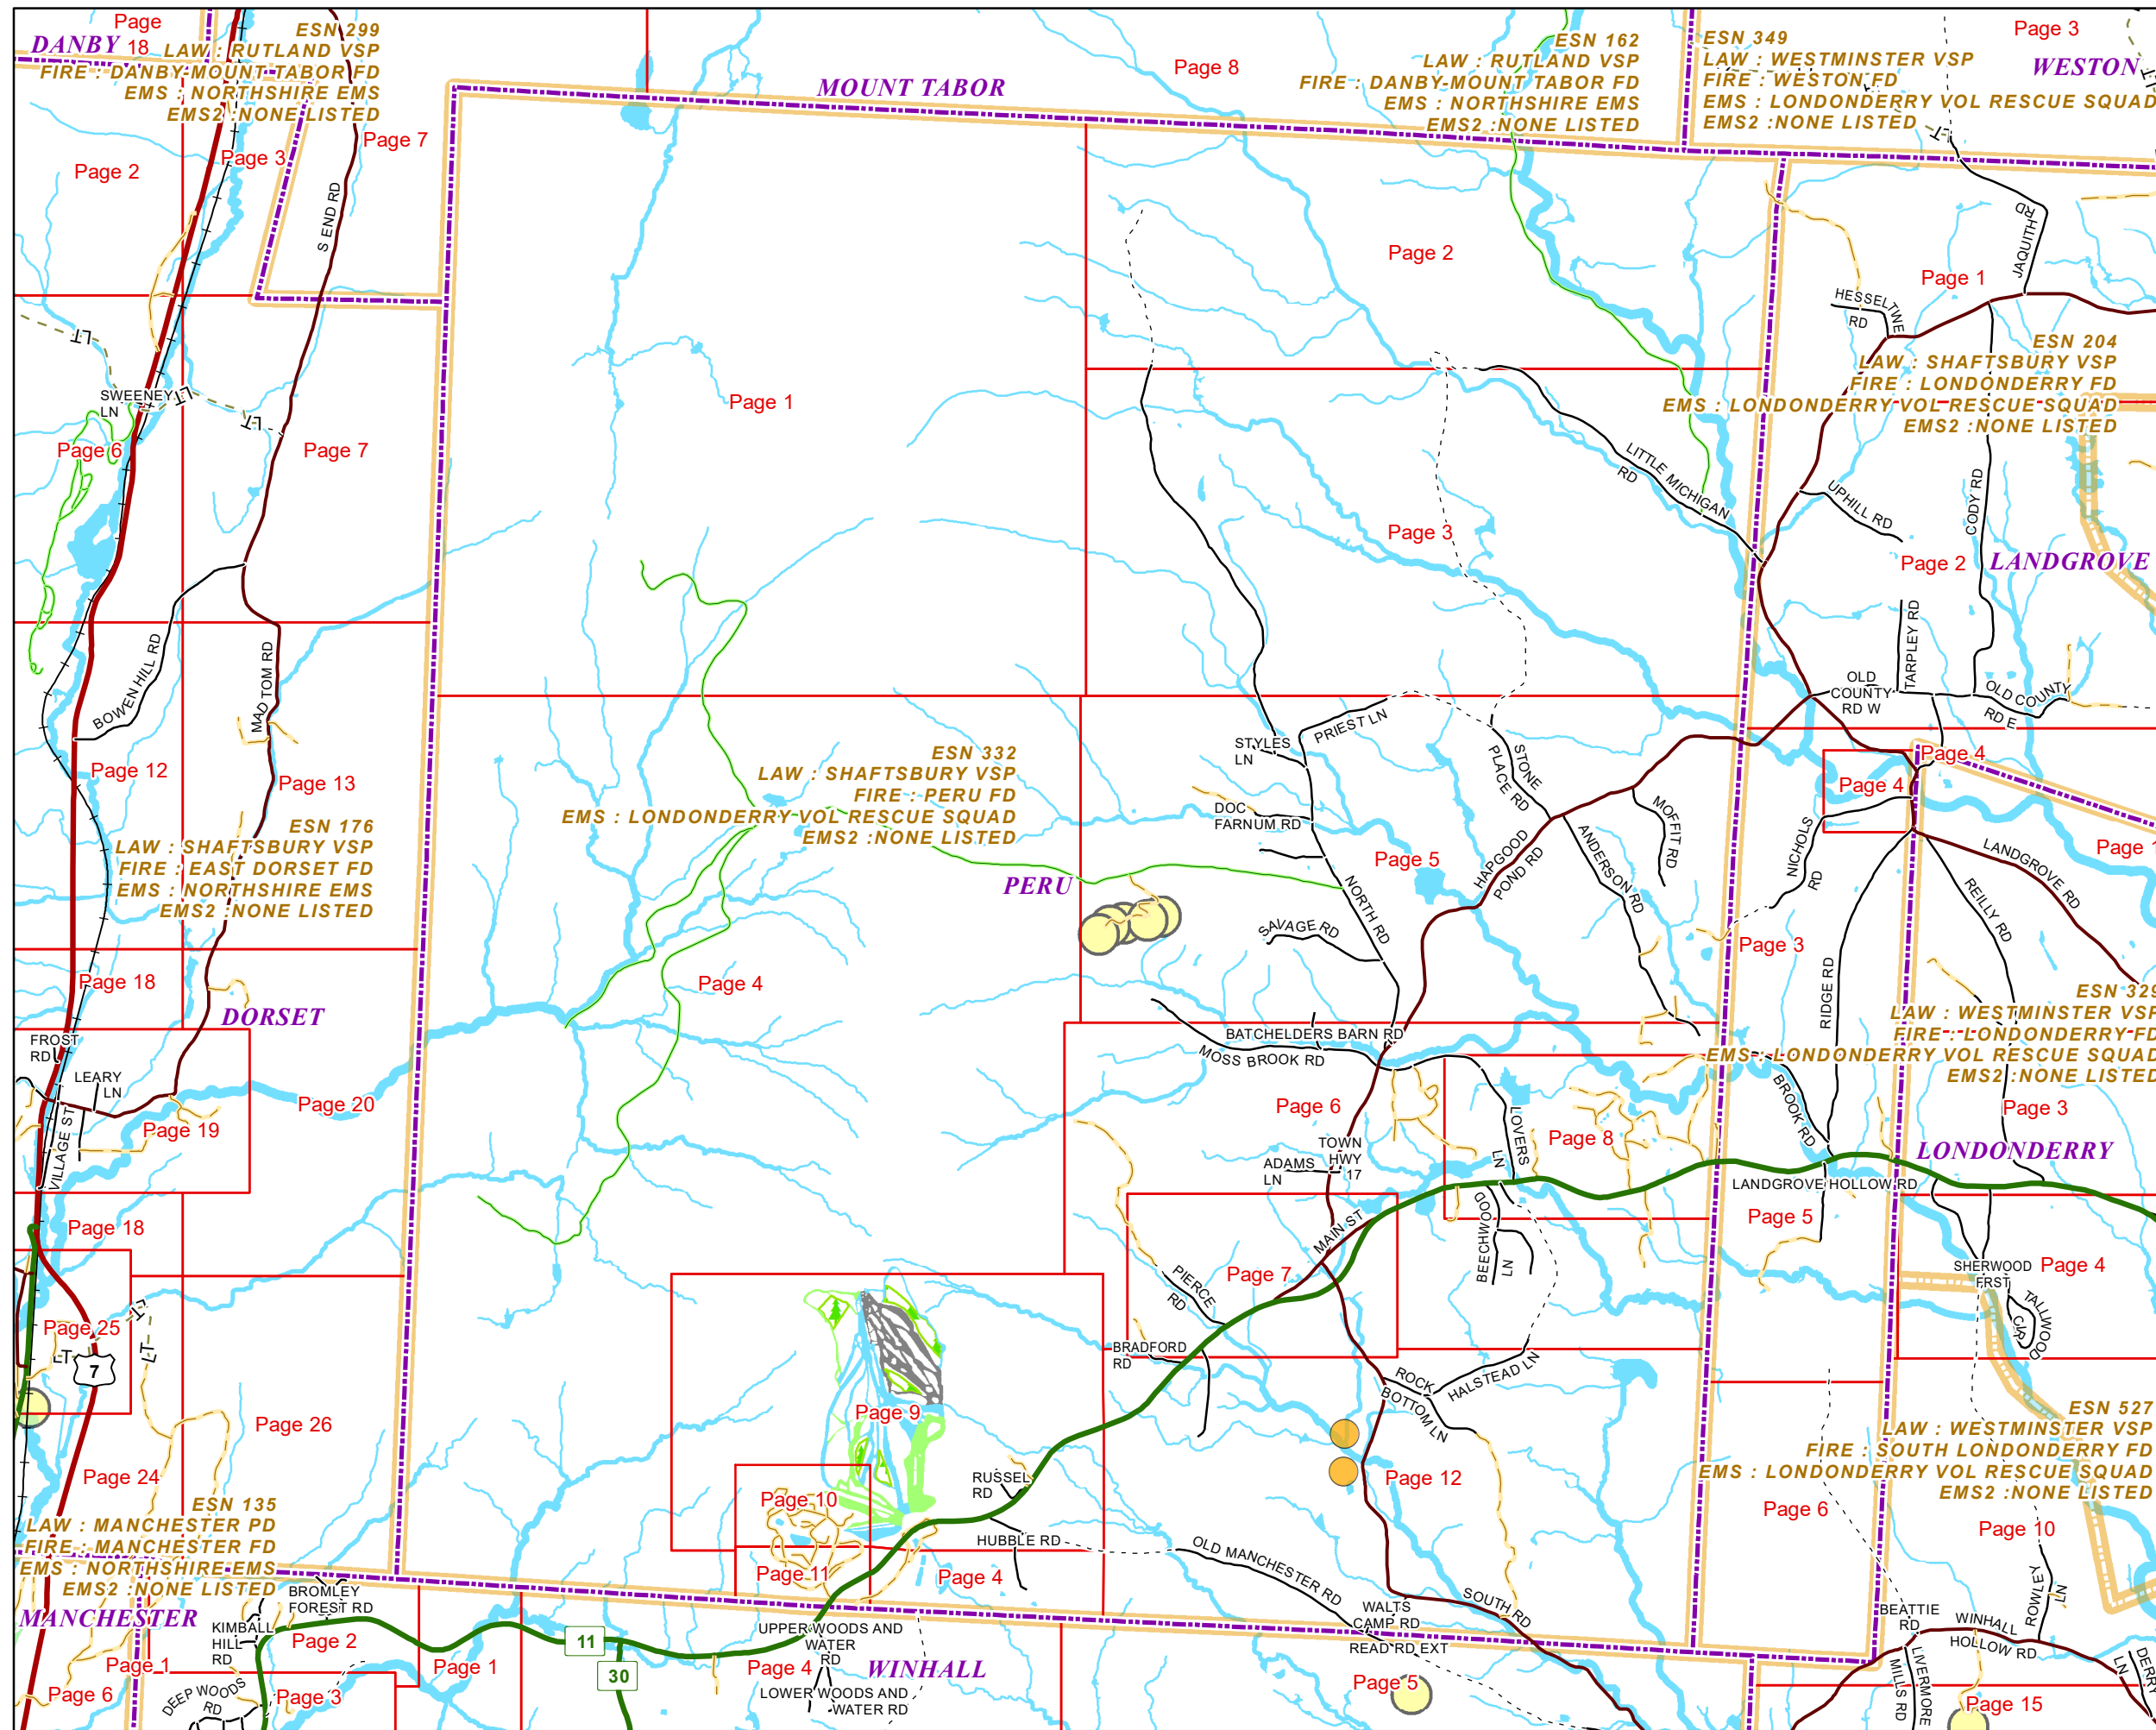 Page
18
DANBY
ESN 299
LAW : RUTLAND VSP
FIRE : DANBY-MOUNT TABOR FD
EMS : NORTHSHIRE EMS
EMS2 :NONE LISTED
Page 7
Page 3
Page 2
S END RD
MOUNT TABOR
Page 8
ESN 162
LAW : RUTLAND VSP
FIRE : DANBY-MOUNT TABOR FD
EMS : NORTHSHIRE EMS
EMS2 :NONE LISTED
ESN 349
LAW : WESTMINSTER VSP
FIRE : WESTON FD
EMS : LONDONDERRY VOL RESCUE SQUAD
EMS2 :NONE LISTED
Page 3
WESTON
LT
JAQUITH RD
Page 2
Page 1
HESSELTINE
RD
ESN 204
LAW : SHAFTSBURY VSP
FIRE : LONDONDERRY FD
EMS : LONDONDERRY VOL RESCUE SQUAD
EMS2 :NONE LISTED
LT
SWEENEY
LN
LT
LT
Page 6
Page 7
Page 1
LITTLE MICHIGAN
RD
UPHILL RD
CODY RD
Page 3
Page 2
LANDGROVE
BOWEN HILL RD
MAD TOM RD
TARPLEY RD
OLD
COUNTY
RD W
OLD COUNTY
RD E
Page 12
Page 13
PRIEST LN
STYLES
LN
STONE
PLACE RD
Page 4
Page 4
ESN 332
LAW : SHAFTSBURY VSP
FIRE : PERU FD
EMS : LONDONDERRY VOL RESCUE SQUAD
EMS2 :NONE LISTED
DOC
FARNUM RD
MOFFIT RD
ESN 176
LAW : SHAFTSBURY VSP
FIRE : EAST DORSET FD
EMS : NORTHSHIRE EMS
EMS2 :NONE LISTED
PERU
Page 5
HAPGOOD
POND RD
ANDERSON RD
NICHOLS
RD
LANDGROVE RD
Page 1
NORTH RD
SAVAGE RD
REILLY RD
Page 3
Page 18
Page 4
DORSET
RIDGE RD
ESN 329
LAW : WESTMINSTER VSP
FIRE : LONDONDERRY FD
EMS : LONDONDERRY VOL RESCUE SQUAD
EMS2 :NONE LISTED
BATCHELDERS BARN RD
MOSS BROOK RD
FROST
RD
LEARY
LN
VILLAGE ST
Page 20
Page 19
Page 6
LOVERS
LN
Page 8
BROOK RD
Page 3
TOWN
HWY
17
ADAMS
LN
LONDONDERRY
LANDGROVE HOLLOW RD
Page 18
MAIN ST
BEECHWOOD
LN
Page 5
PIERCE
RD
Page 7
SHERWOOD
FRST
Page 4
TALLWOOD
CIR
LT
Page 25
LT
LT
7
BRADFORD
RD
ROCK
BOTTOM LN
HALSTEAD LN
Page 26
Page 9
ESN 527
LAW : WESTMINSTER VSP
FIRE : SOUTH LONDONDERRY FD
EMS : LONDONDERRY VOL RESCUE SQUAD
EMS2 :NONE LISTED
Page 24
RUSSEL
RD
Page 12
Page 10
Page 6
ESN 135
LAW : MANCHESTER PD
FIRE : MANCHESTER FD
EMS : NORTHSHIRE EMS
EMS2 :NONE LISTED
HUBBLE RD
OLD MANCHESTER RD
Page 10
Page 11
Page 4
BROMLEY
FOREST RD
MANCHESTER
WALTS
CAMP RD
SOUTH RD
READ RD EXT
ROWLEY
LN
BEATTIE
RD
WINHALL
HOLLOW RD
KIMBALL
HILL
RD
Page 2
11
30
UPPER WOODS AND
WATER
RD
Page 1
Page 1
Page 4
WINHALL
Page 5
Page 6
DEEP WOODS
RD
Page 3
LOWER WOODS AND
WATER RD
MILLS RD
LIVERMORE
LN
DERRY
Page 15